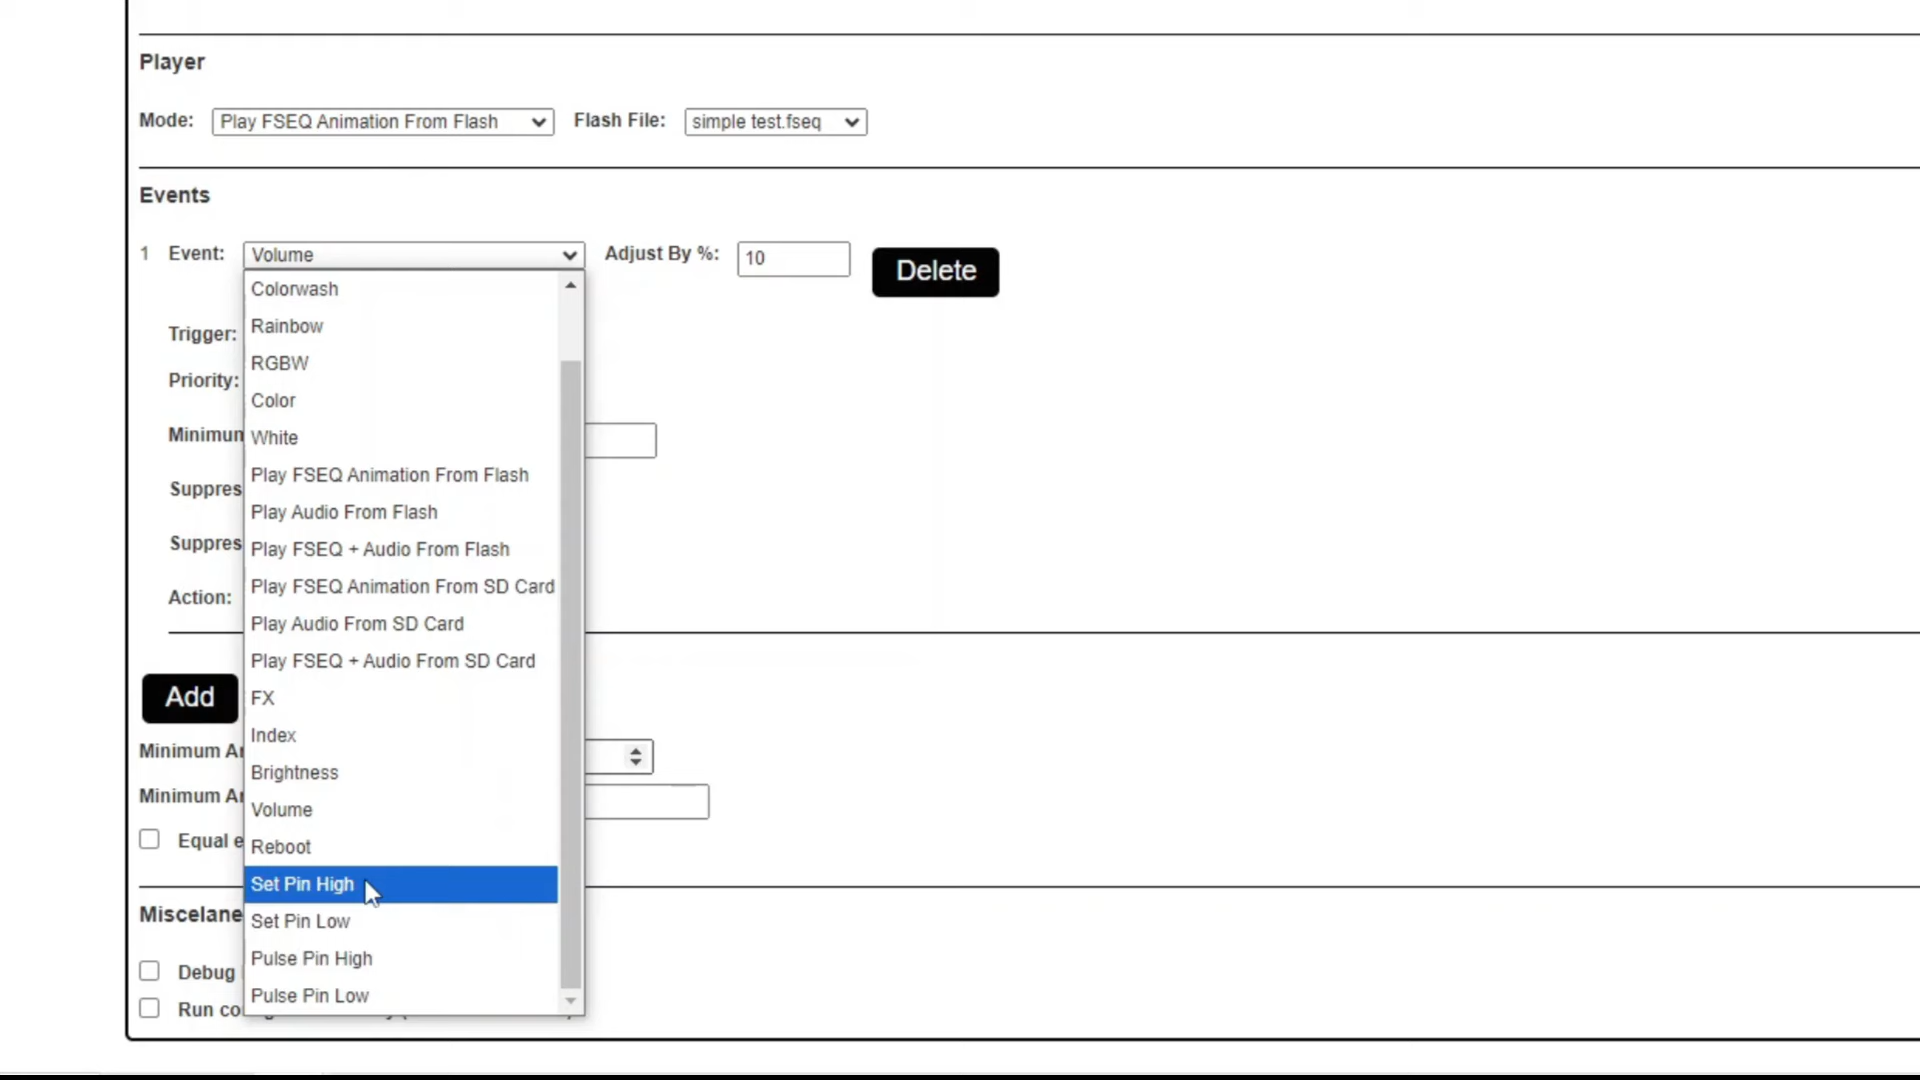 Player
Mode: Play FSEQ Animation From Flash Flash File: simple test.fseq
Events
1 Event: Volume Adjust By %: 10 Delete
Colorwash
Rainbow
Trigger:
RGBW
Priority:
Color
Minimum
White
Play FSEQ Animation From Flash
Suppres
Play Audio From Flash
Suppres
Play FSEQ + Audio From Flash
Play FSEQ Animation From SD Card
Action:
Play Audio From SD Card
Play FSEQ + Audio From SD Card
Add
FX
Index
Minimum
Brightness
Minimum
Volume
Equal
Reboot
Set Pin High
Miscelane
Set Pin Low
Pulse Pin High
Debug
Pulse Pin Low
Run